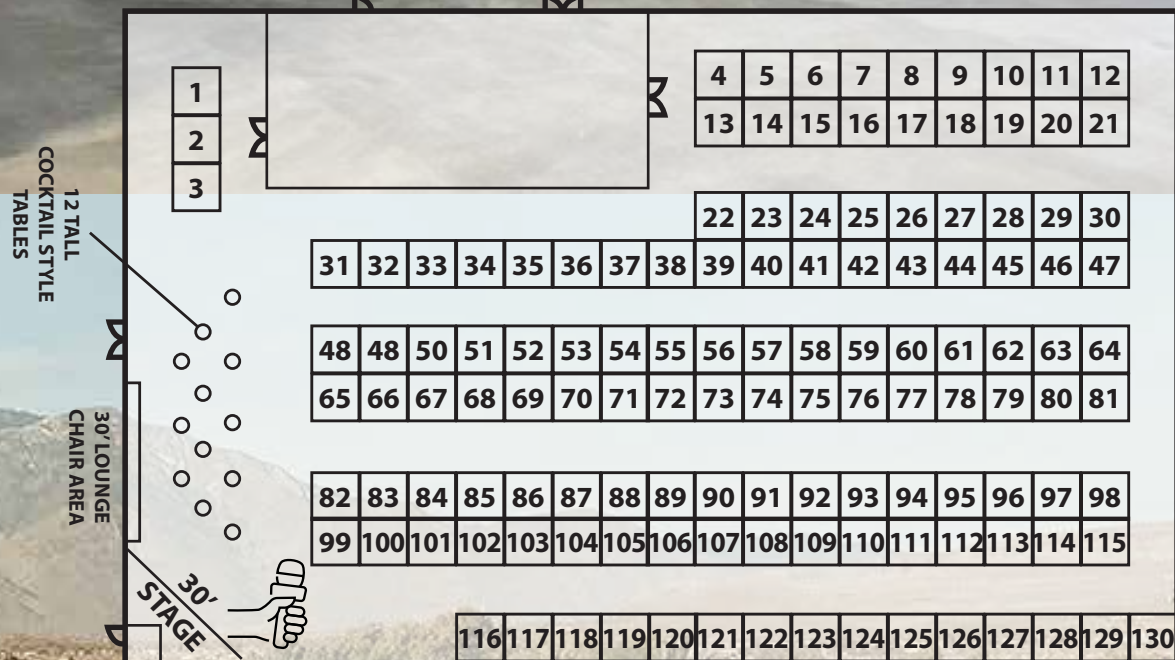 1
2
3
4 5 6 7 8 9 10 11 12
13 14 15 16 17 18 19 20 21
12 TALL
COCKTAIL STYLE
TABLES
22 23 24 25 26 27 28 29 30
31 32 33 34 35 36 37 38 39 40 41 42 43 44 45 46 47
48 48 50 51 52 53 54 55 56 57 58 59 60 61 62 63 64
65 66 67 68 69 70 71 72 73 74 75 76 77 78 79 80 81
30' LOUNGE
CHAIR AREA
82 83 84 85 86 87 88 89 90 91 92 93 94 95 96 97 98
99 100 101 102 103 104 105 106 107 108 109 110 111 112 113 114 115
30'
STAGE
116 117 118 119 120 121 122 123 124 125 126 127 128 129 130